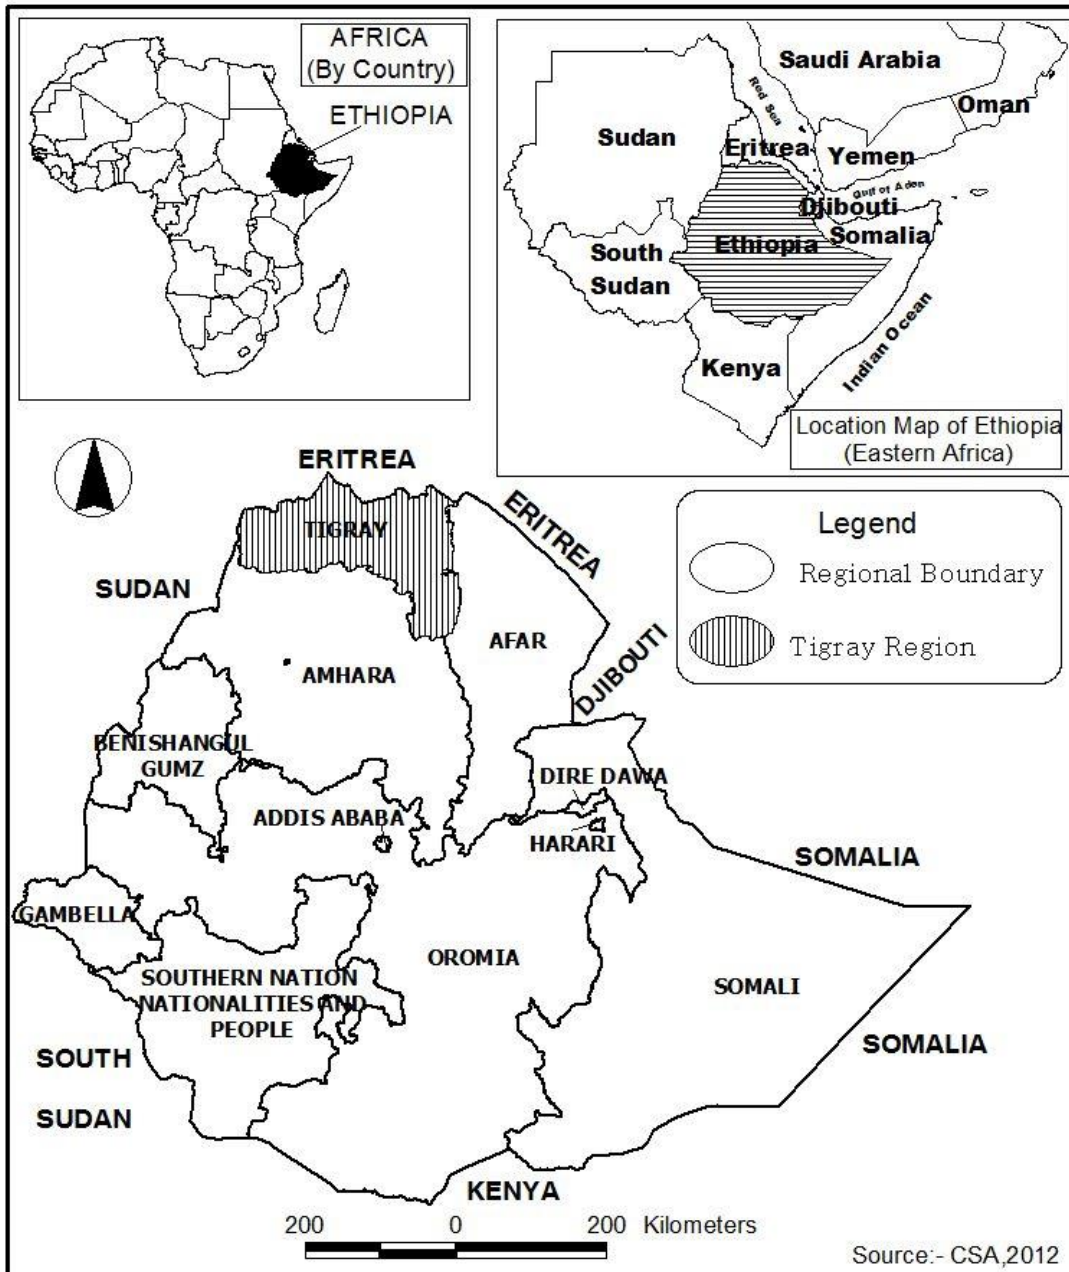 AFRICA
(By Country)
ETHIOPIA
Saudi Arabia
Oman
Red Sea
Sudan
Eritrea
Yemen
Gulf of Aden
Djibouti
Ethiopia
Somalia
South
Sudan
Kenya
Indian Ocean
Location Map of Ethiopia
(Eastern Africa)
ERITREA
ERITREA
TIGRAY
SUDAN
AFAR
DJIBOUTI
AMHARA
BENISHANGUL
GUMZ
DIRE DAWA
ADDIS ABABA
HARARI
SOMALIA
GAMBELLA
OROMIA
SOUTHERN NATION
NATIONALITIES AND
PEOPLE
SOMALI
SOMALIA
SOUTH
SUDAN
KENYA
Legend
Regional Boundary
Tigray Region
200 0 200 Kilometers
Source:- CSA,2012